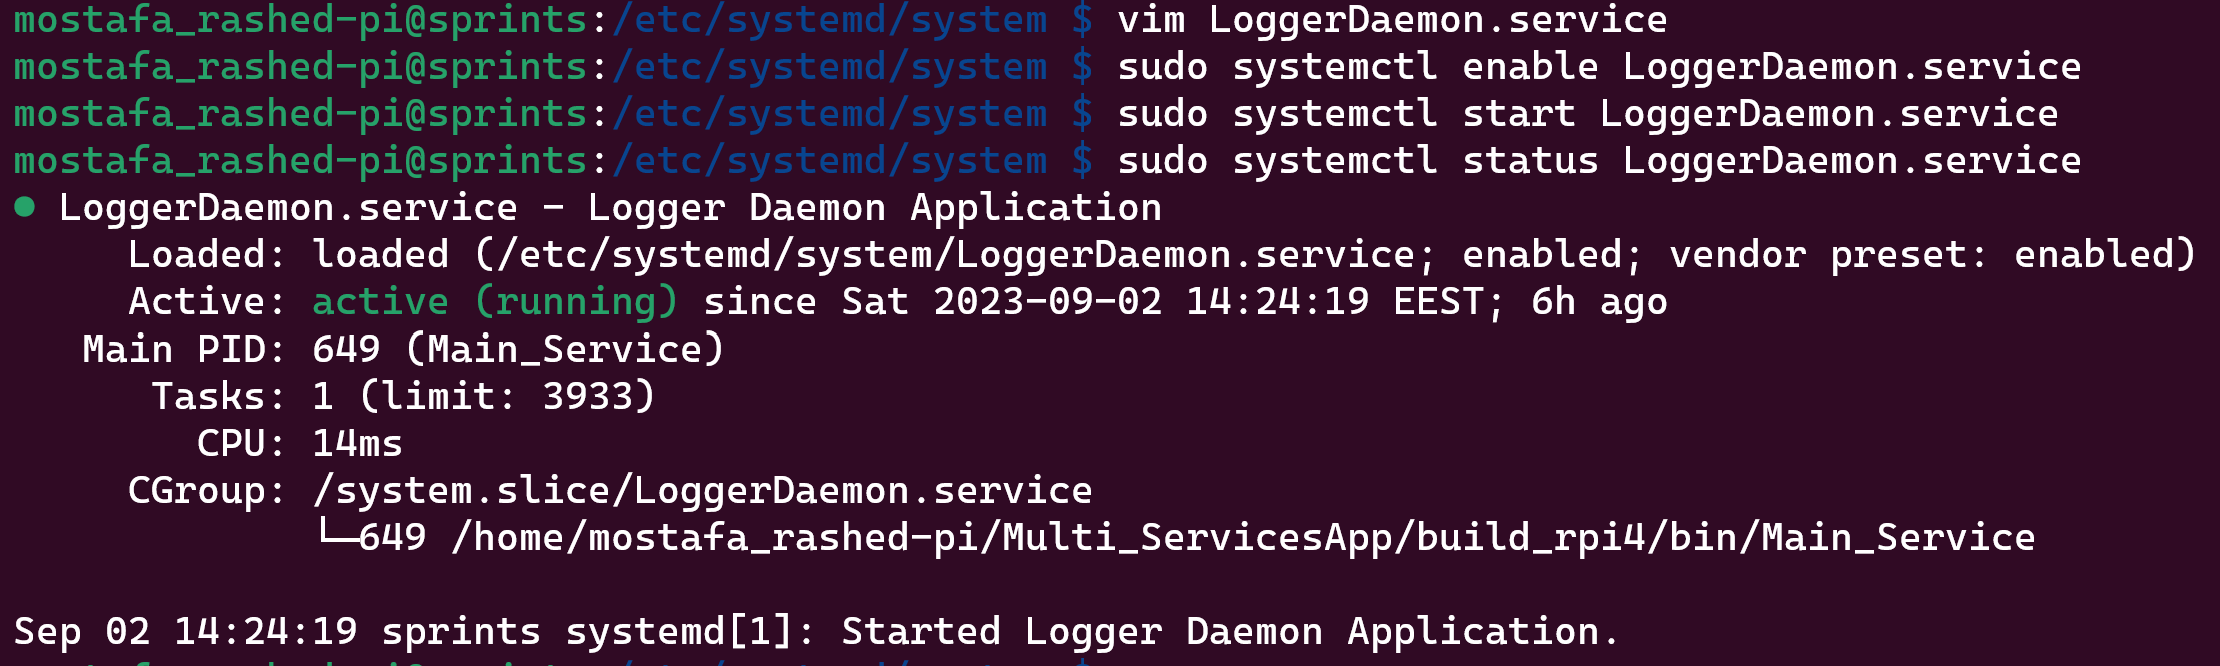 mostafa_rashed-pi@sprints:/etc/systemd/system $ vim LoggerDaemon.service
mostafa_rashed-pi@sprints:/etc/systemd/system $ sudo systemctl enable LoggerDaemon.service
mostafa_rashed-pi@sprints:/etc/systemd/system $ sudo systemctl start LoggerDaemon.service
mostafa_rashed-pi@sprints:/etc/systemd/system $ sudo systemctl status LoggerDaemon.service
● LoggerDaemon.service - Logger Daemon Application
Loaded: loaded (/etc/systemd/system/LoggerDaemon.service; enabled; vendor preset: enabled)
Active: active (running) since Sat 2023-09-02 14:24:19 EEST; 6h ago
Main PID: 649 (Main_Service)
Tasks: 1 (limit: 3933)
CPU: 14ms
CGroup: /system.slice/LoggerDaemon.service
└─649 /home/mostafa_rashed-pi/Multi_ServicesApp/build_rpi4/bin/Main_Service
Sep 02 14:24:19 sprints systemd[1]: Started Logger Daemon Application.